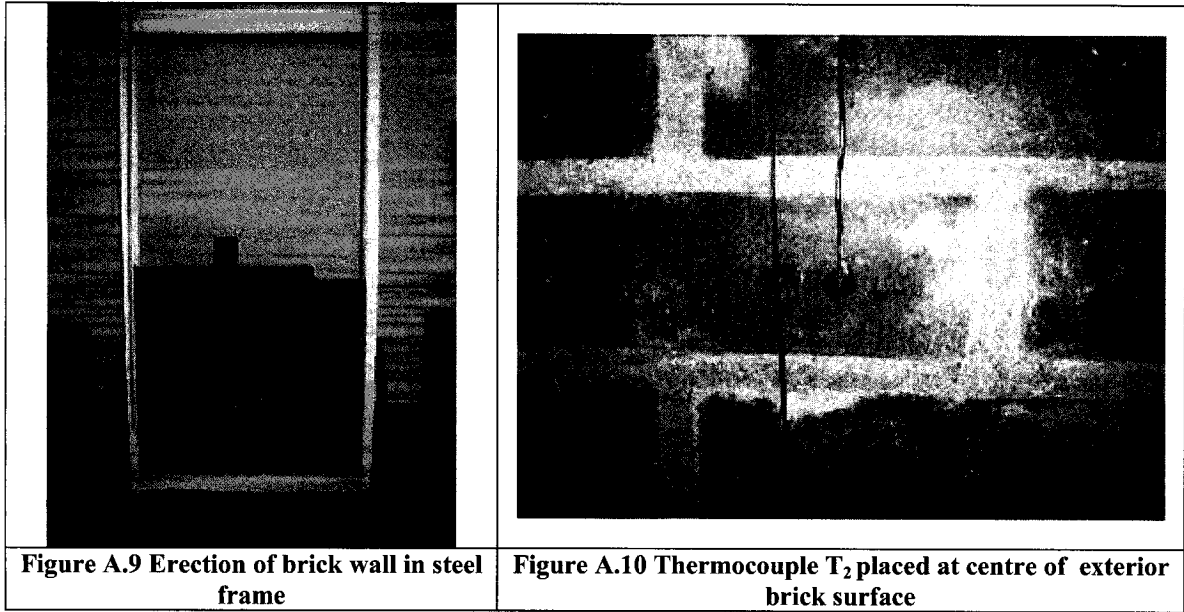 Figure A.9 Erection of brick wall in steel
frame
Figure A.10 Thermocouple T₂ placed at centre of exterior
brick surface